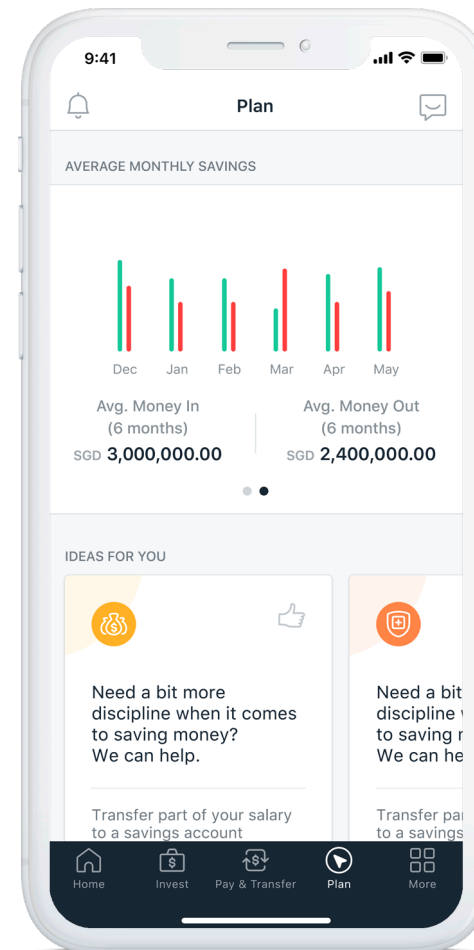 9:41
Plan
AVERAGE MONTHLY SAVINGS
Dec Jan Feb Mar Apr May
Avg. Money In
(6 months)
SGD 3,000,000.00
Avg. Money Out
(6 months)
SGD 2,400,000.00
IDEAS FOR YOU
Need a bit more
discipline when it comes
to saving money?
We can help.
Transfer part of your salary
to a savings account
Need a bit
discipline
to saving
We can
Transfer
to a savings
Home Invest Pay & Transfer Plan More